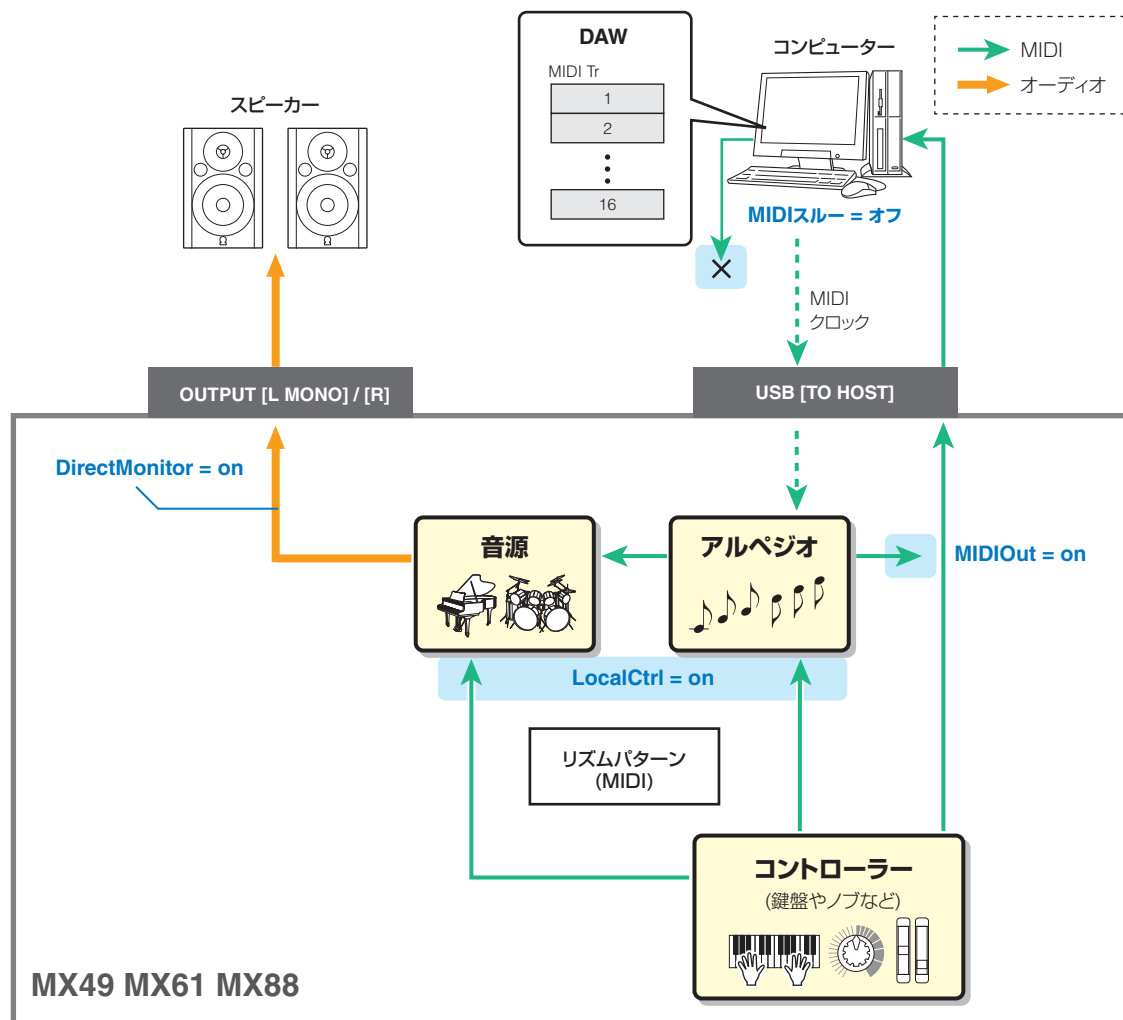 DAW
MIDI Tr
1
2
16
コンピューター
MIDI
オーディオ
スピーカー
MIDIスルー = オフ
MIDI
クロック
OUTPUT [L MONO] / [R]
USB [TO HOST]
DirectMonitor = on
音源
アルペジオ
MIDIOut = on
LocalCtrl = on
リズムパターン
(MIDI)
コントローラー
(鍵盤やノブなど)
MX49 MX61 MX88